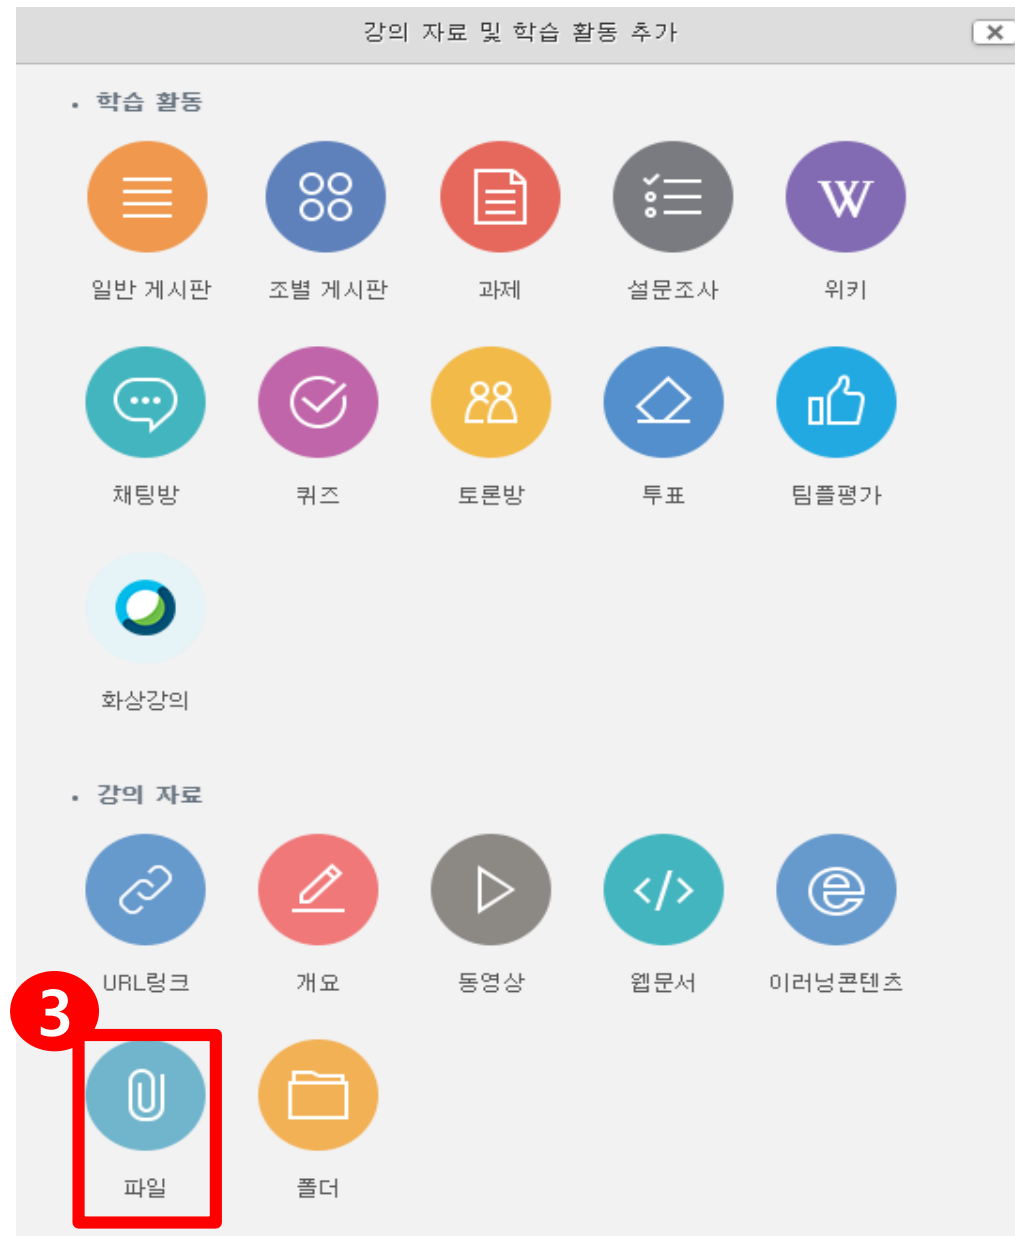 강의 자료 및 학습 활동 추가
• 학습 활동
일반 게시판 조별 게시판 과제 설문조사 위키
W
채팅방 퀴즈 토론방 투표 팀플평가
화상강의
• 강의 자료
</> e
URL링크 개요 동영상 웹문서 이러닝콘텐츠
3
파일 폴더